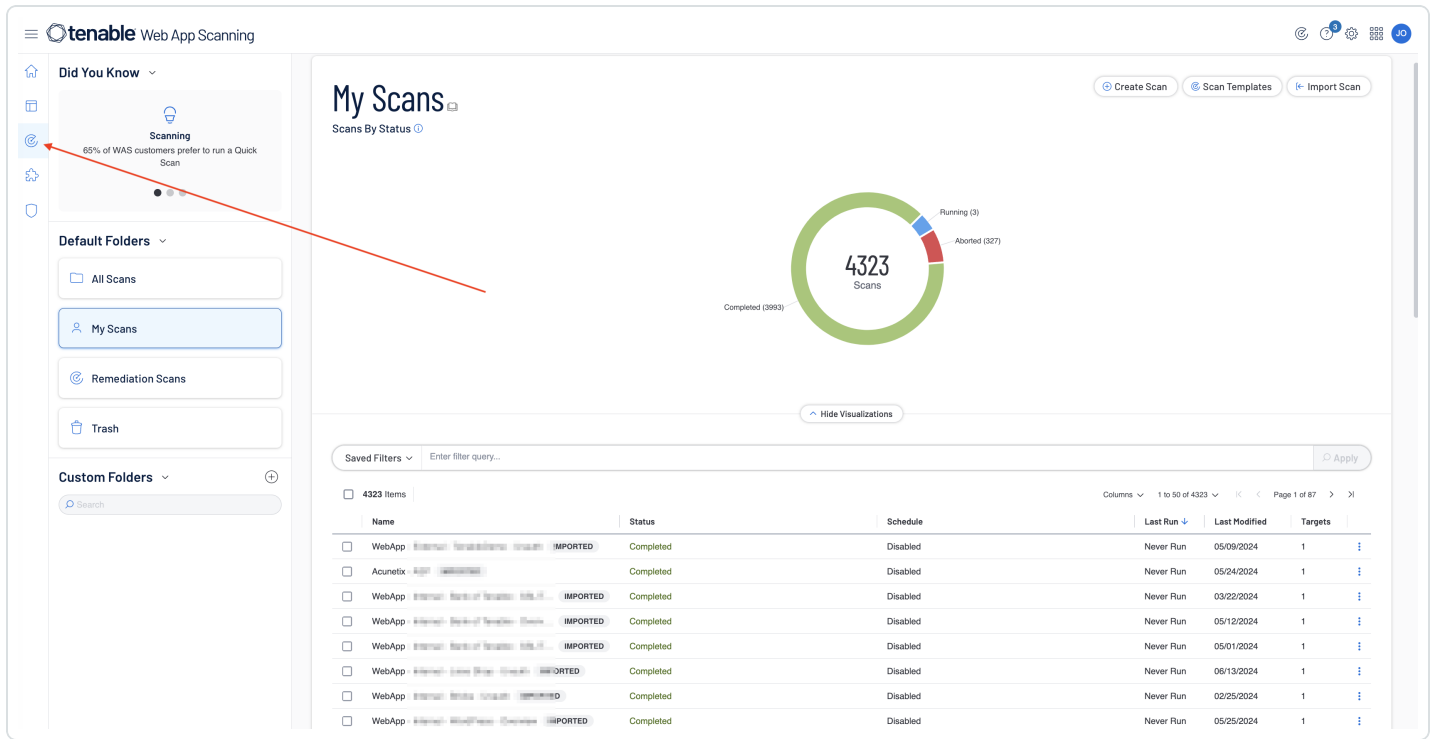 tenable Web App Scanning
3
JO
Did You Know
Scanning
65% of WAS customers prefer to run a Quick
Scan
Default Folders
All Scans
My Scans
Remediation Scans
Trash
Custom Folders
Search
My Scans
Create Scan
Scan Templates
Import Scan
Scans By Status
Running (3)
Aborted (327)
4323
Scans
Completed (3993)
Hide Visualizations
Saved Filters
Enter filter query...
Apply
4323 Items
Columns
1 to 50 of 4323
Page 1 of 87
Name Status Schedule Last Run Last Modified Targets
WebApp IMPORTED Completed Disabled Never Run 05/09/2024 1
Acunetix Completed Disabled Never Run 05/24/2024 1
WebApp IMPORTED Completed Disabled Never Run 03/22/2024 1
WebApp IMPORTED Completed Disabled Never Run 05/12/2024 1
WebApp IMPORTED Completed Disabled Never Run 05/01/2024 1
WebApp IMPORTED Completed Disabled Never Run 06/13/2024 1
WebApp Completed Disabled Never Run 02/25/2024 1
WebApp IMPORTED Completed Disabled Never Run 05/25/2024 1